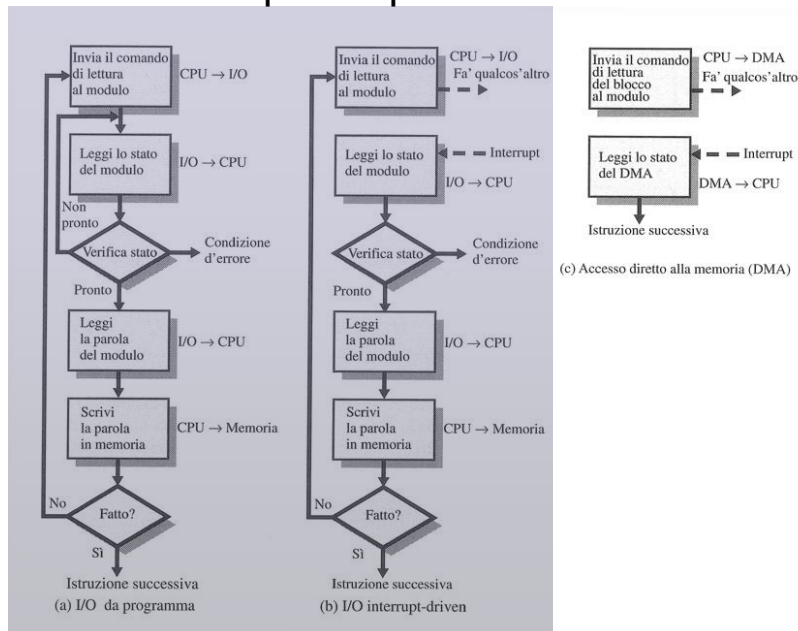 Invia il comando
di lettura
al modulo
CPU → I/O
Leggi lo stato
del modulo
I/O → CPU
Non
pronto
Verifica stato
Condizione
d'errore
Pronto
Leggi
la parola
del modulo
I/O → CPU
Scrivi
la parola
in memoria
CPU → Memoria
No
Fatto?
Sì
Istruzione successiva
(a) I/O da programma
Invia il comando
di lettura
al modulo
CPU → I/O
Fa' qualcos'altro
Leggi lo stato
del modulo
Interrupt
I/O → CPU
Verifica stato
Condizione
d'errore
Pronto
Leggi
la parola
del modulo
I/O → CPU
Scrivi
la parola
in memoria
CPU → Memoria
No
Fatto?
Sì
Istruzione successiva
(b) I/O interrupt-driven
Invia il comando
di lettura
del blocco
al modulo
CPU → DMA
Fa' qualcos'altro
Leggi lo stato
del DMA
Interrupt
DMA → CPU
Istruzione successiva
(c) Accesso diretto alla memoria (DMA)